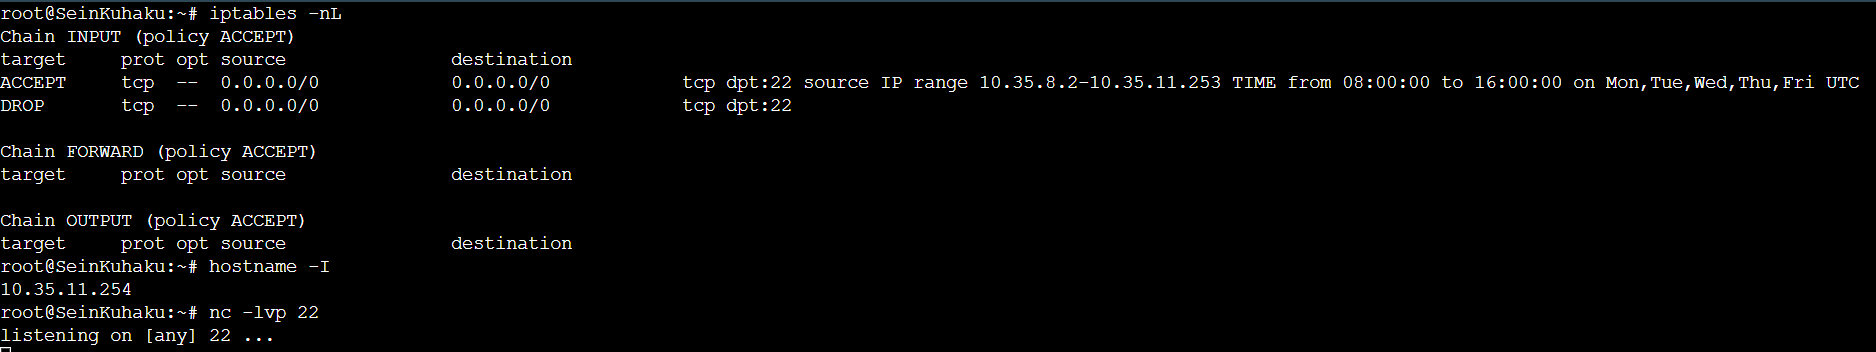 root@SeinKuhaku:~# iptables -nL
Chain INPUT (policy ACCEPT)
target     prot opt source               destination
ACCEPT     tcp  --  0.0.0.0/0            0.0.0.0/0            tcp dpt:22 source IP range 10.35.8.2-10.35.11.253 TIME from 08:00:00 to 16:00:00 on Mon,Tue,Wed,Thu,Fri UTC
DROP       tcp  --  0.0.0.0/0            0.0.0.0/0            tcp dpt:22
Chain FORWARD (policy ACCEPT)
target     prot opt source               destination
Chain OUTPUT (policy ACCEPT)
target     prot opt source               destination
root@SeinKuhaku:~# hostname -I
10.35.11.254
root@SeinKuhaku:~# nc -lvp 22
listening on [any] 22 ...